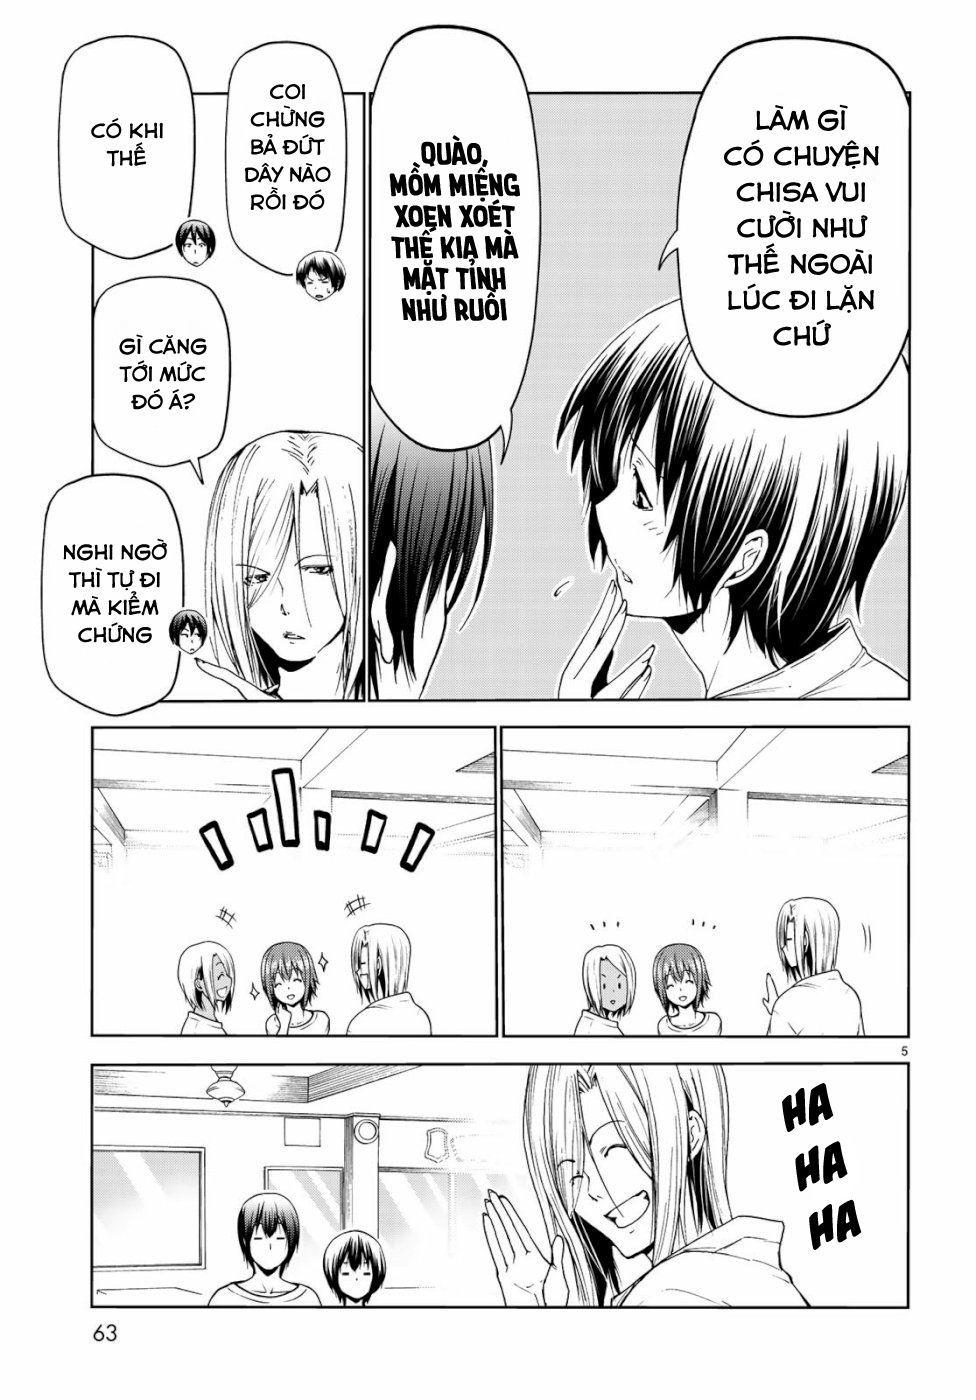 LÀM GÌ
CÓ CHUYỆN
CHISA VUI
CƯỜI NHƯ
THẾ NGOÀI
LÚC ĐI LẶN
CHỨ
QUÀO,
MỒM MIỆNG
XOEN XOÉT
THẾ KIA MÀ
MẶT TỈNH
NHƯ RUỒI
COI
CHỪNG
BẢ ĐỨT
DÂY NÀO
RỒI ĐÓ
CÓ KHI
THẾ
GÌ CĂNG
TỚI MỨC
ĐÓ Á?
NGHI NGỜ
THÌ TỰ ĐI
MÀ KIỂM
CHỨNG
5
HA
HA
HA
63